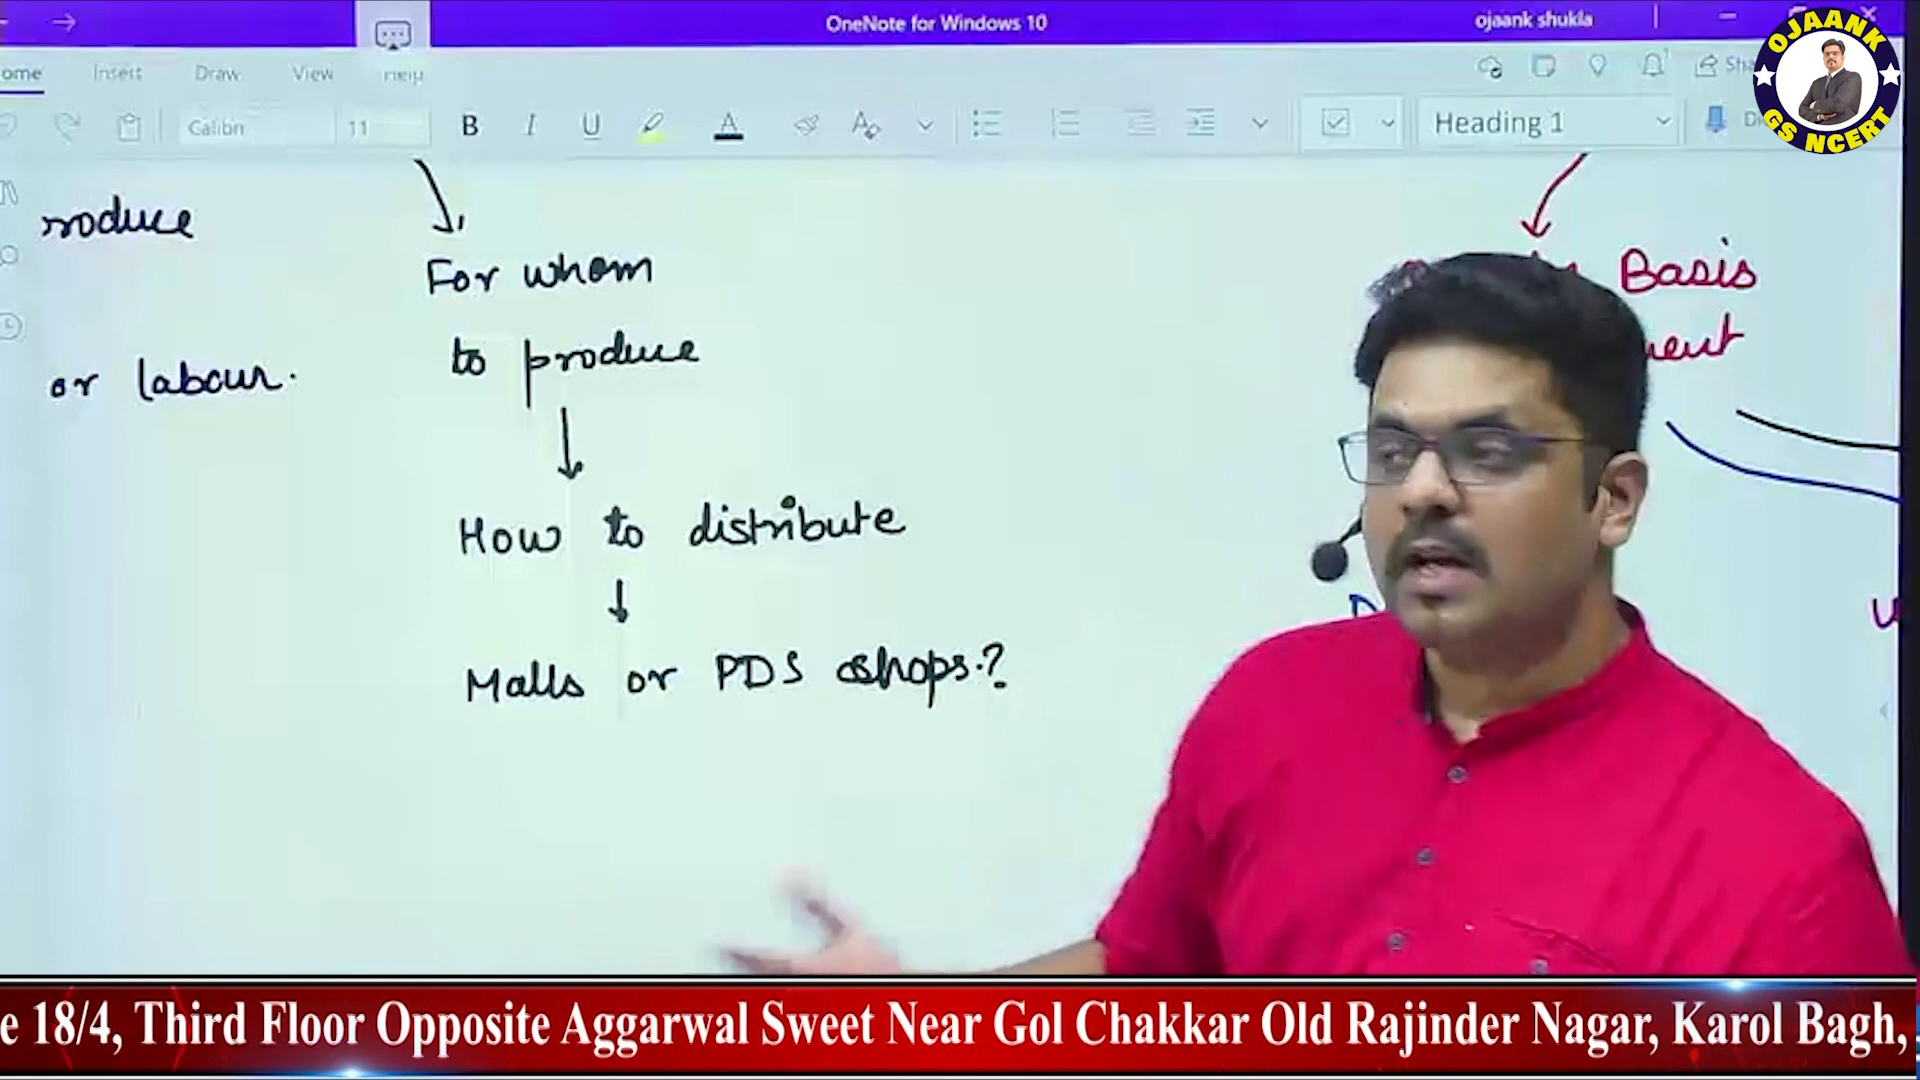 OneNote for Windows 10
ojaank shukla
ome Insert Draw View Help
Calibri 11 B I U A Heading 1
OJAANK
GS NCERT
roduce
or labour.
For whom
to produce
How to distribute
Malls or PDS shops.?
Basis
e 18/4, Third Floor Opposite Aggarwal Sweet Near Gol Chakkar Old Rajinder Nagar, Karol Bagh,